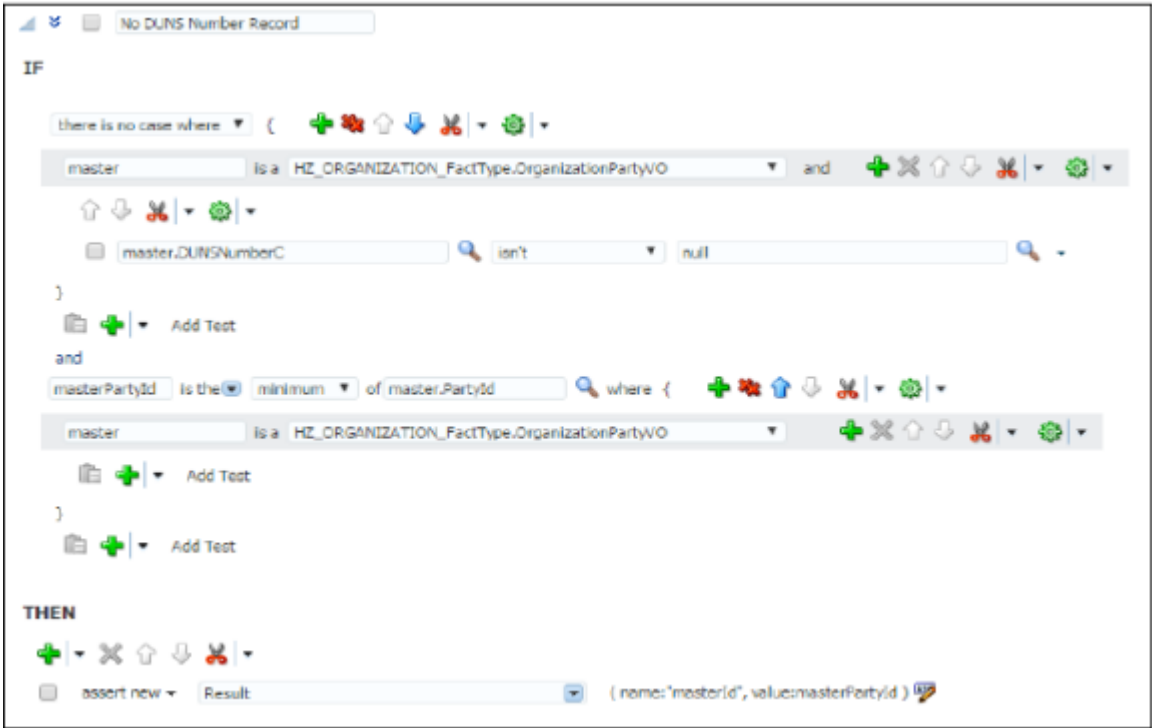 No DUNS Number Record
IF
there is no case where {
master is a HZ_ORGANIZATION_FactType.OrganizationPartyVO and
master.DUNSNumberC isn't null
}
Add Test
and
masterPartyId is the minimum of master.PartyId where {
master is a HZ_ORGANIZATION_FactType.OrganizationPartyVO
Add Test
}
Add Test
THEN
assert new Result ( name:"masterId", value:masterPartyId )